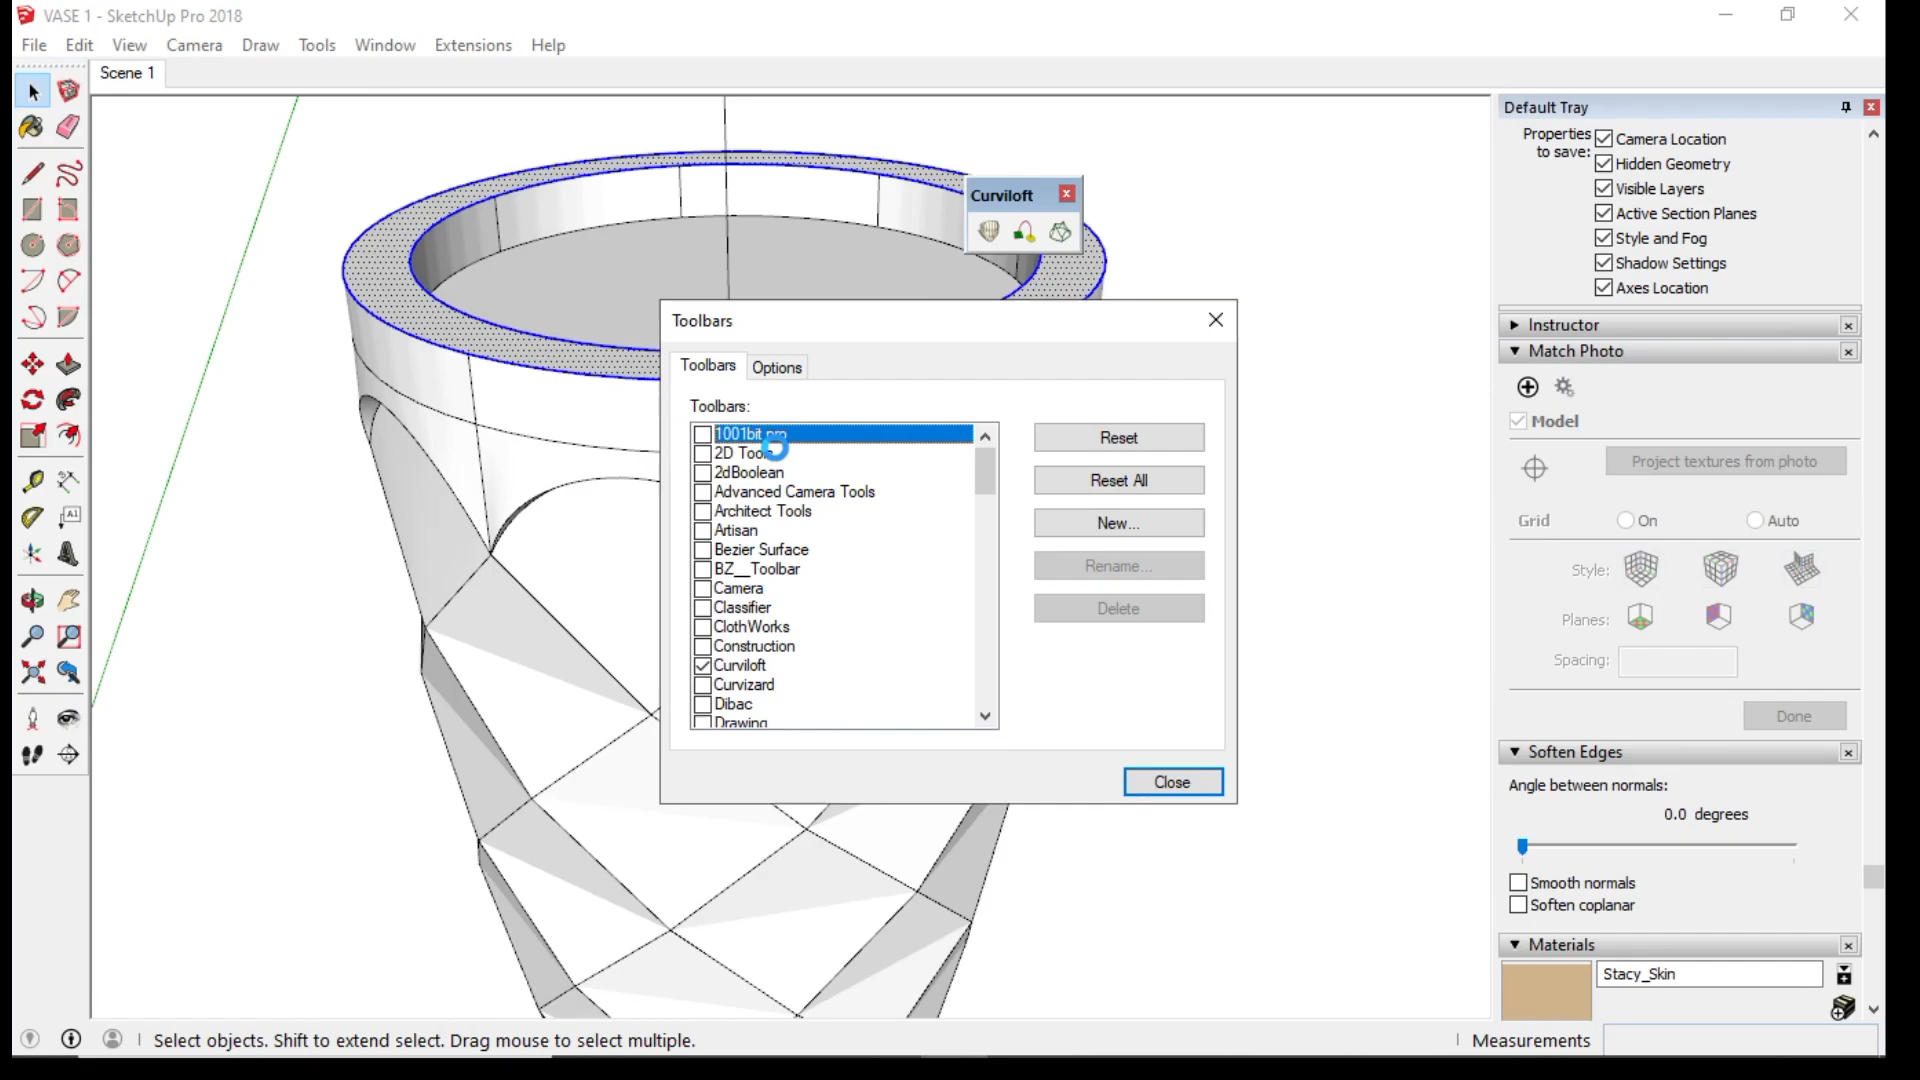 VASE 1 - SketchUp Pro 2018
File Edit View Camera Draw Tools Window Extensions Help
Scene 1
Default Tray
Properties to save:
Camera Location
Hidden Geometry
Visible Layers
Active Section Planes
Style and Fog
Shadow Settings
Axes Location
Instructor
Match Photo
Model
Project textures from photo
Grid On Auto
Style:
Planes:
Spacing:
Done
Soften Edges
Angle between normals:
0.0 degrees
Smooth normals
Soften coplanar
Materials
Stacy_Skin
Curviloft
Toolbars
Toolbars Options
Toolbars:
1001bit pro
2D Tools
2dBoolean
Advanced Camera Tools
Architect Tools
Artisan
Bezier Surface
BZ__Toolbar
Camera
Classifier
ClothWorks
Construction
Curviloft
Curvizard
Dibac
Drawing
Reset
Reset All
New...
Rename...
Delete
Close
A1
Select objects. Shift to extend select. Drag mouse to select multiple.
Measurements